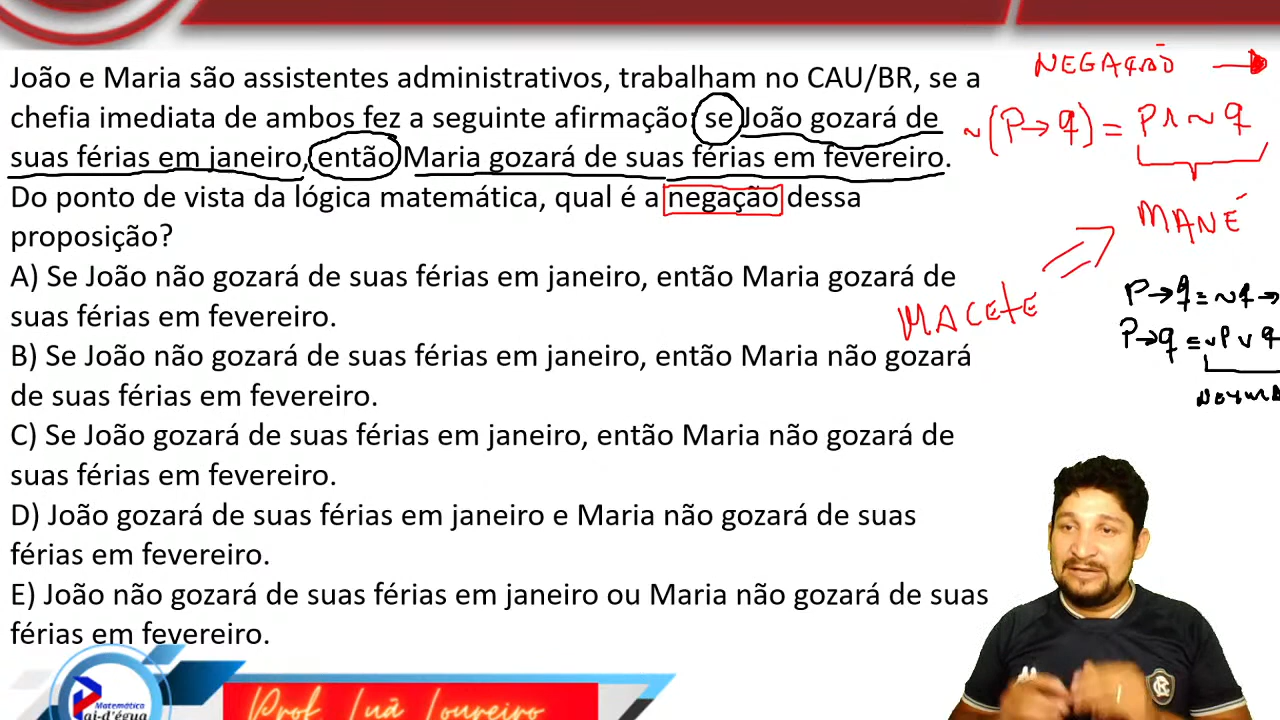 João e Maria são assistentes administrativos, trabalham no CAU/BR, se a
chefia imediata de ambos fez a seguinte afirmação: se João gozará de
suas férias em janeiro, então Maria gozará de suas férias em fevereiro.
Do ponto de vista da lógica matemática, qual é a negação dessa
proposição?
A) Se João não gozará de suas férias em janeiro, então Maria gozará de
suas férias em fevereiro.
B) Se João não gozará de suas férias em janeiro, então Maria não gozará
de suas férias em fevereiro.
C) Se João gozará de suas férias em janeiro, então Maria não gozará de
suas férias em fevereiro.
D) João gozará de suas férias em janeiro e Maria não gozará de suas
férias em fevereiro.
E) João não gozará de suas férias em janeiro ou Maria não gozará de suas
férias em fevereiro.
NEGAÇÃO →
~(P→q) = P∧~q
MANÉ
MACETE
P→q = ~q→
P→q = ~P∨q
Matemática
ai-d'égua
Prof. Luã Loureiro